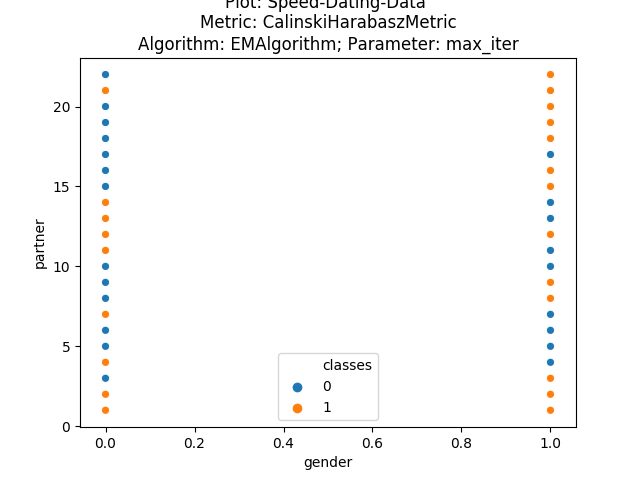 Plot: Speed-Dating-Data
Metric: CalinskiHarabaszMetric
Algorithm: EMAlgorithm; Parameter: max_iter
20
15
10
5
0
partner
classes
0
1
0.0 0.2 0.4 0.6 0.8 1.0
gender